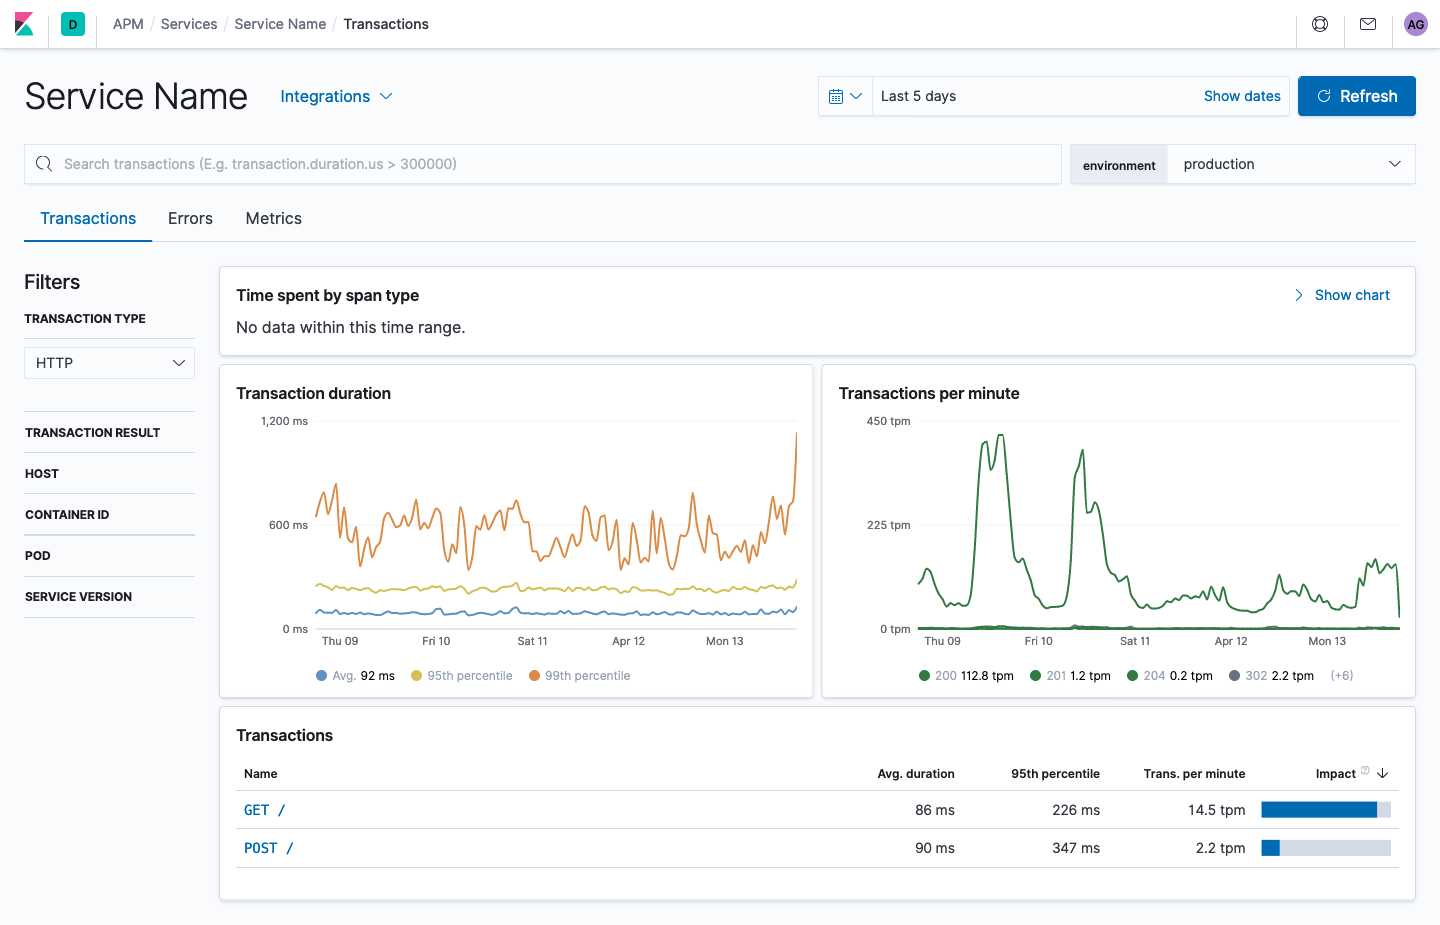 D APM / Services / Service Name / Transactions AG
Service Name Integrations Last 5 days Show dates Refresh
Search transactions (E.g. transaction.duration.us > 300000) environment production
Transactions Errors Metrics
Filters
TRANSACTION TYPE
HTTP
TRANSACTION RESULT
HOST
CONTAINER ID
POD
SERVICE VERSION
Time spent by span type Show chart
No data within this time range.
Transaction duration
1,200 ms
600 ms
0 ms
Thu 09 Fri 10 Sat 11 Apr 12 Mon 13
Avg. 92 ms 95th percentile 99th percentile
Transactions per minute
450 tpm
225 tpm
0 tpm
Thu 09 Fri 10 Sat 11 Apr 12 Mon 13
200 112.8 tpm 201 1.2 tpm 204 0.2 tpm 302 2.2 tpm (+6)
Transactions
Name Avg. duration 95th percentile Trans. per minute Impact
GET / 86 ms 226 ms 14.5 tpm
POST / 90 ms 347 ms 2.2 tpm